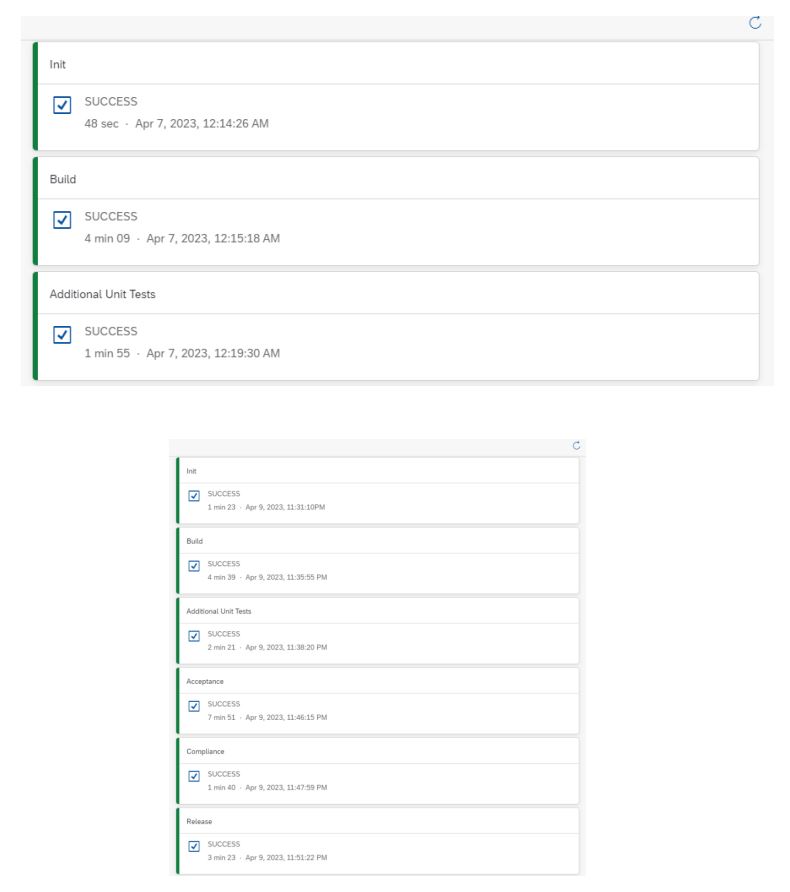 Init
SUCCESS
48 sec · Apr 7, 2023, 12:14:26 AM
Build
SUCCESS
4 min 09 · Apr 7, 2023, 12:15:18 AM
Additional Unit Tests
SUCCESS
1 min 55 · Apr 7, 2023, 12:19:30 AM
Init
SUCCESS
1 min 23 · Apr 9, 2023, 11:31:10PM
Build
SUCCESS
4 min 39 · Apr 9, 2023, 11:35:55 PM
Additional Unit Tests
SUCCESS
2 min 21 · Apr 9, 2023, 11:38:20 PM
Acceptance
SUCCESS
7 min 51 · Apr 9, 2023, 11:46:15 PM
Compliance
SUCCESS
1 min 40 · Apr 9, 2023, 11:47:59 PM
Release
SUCCESS
3 min 23 · Apr 9, 2023, 11:51:22 PM